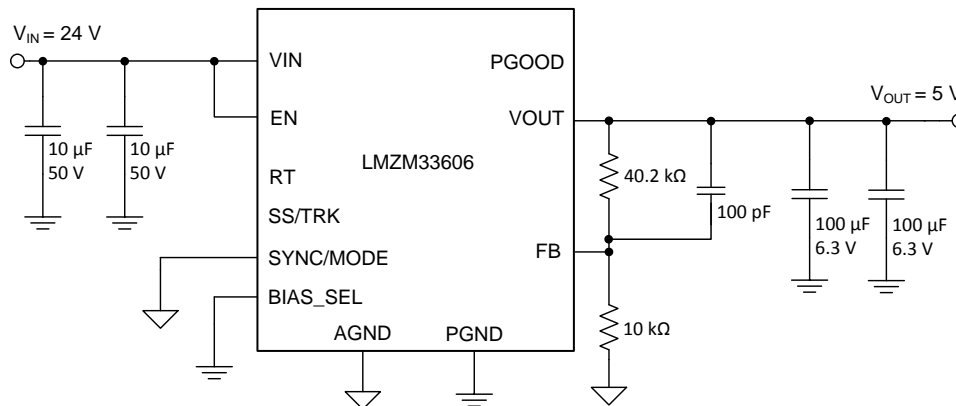 V_IN = 24 V
10 µF
50 V
10 µF
50 V
VIN
EN
RT
SS/TRK
SYNC/MODE
BIAS_SEL
LMZM33606
PGOOD
VOUT
FB
AGND
PGND
40.2 kΩ
100 pF
10 kΩ
V_OUT = 5 V
100 µF
6.3 V
100 µF
6.3 V